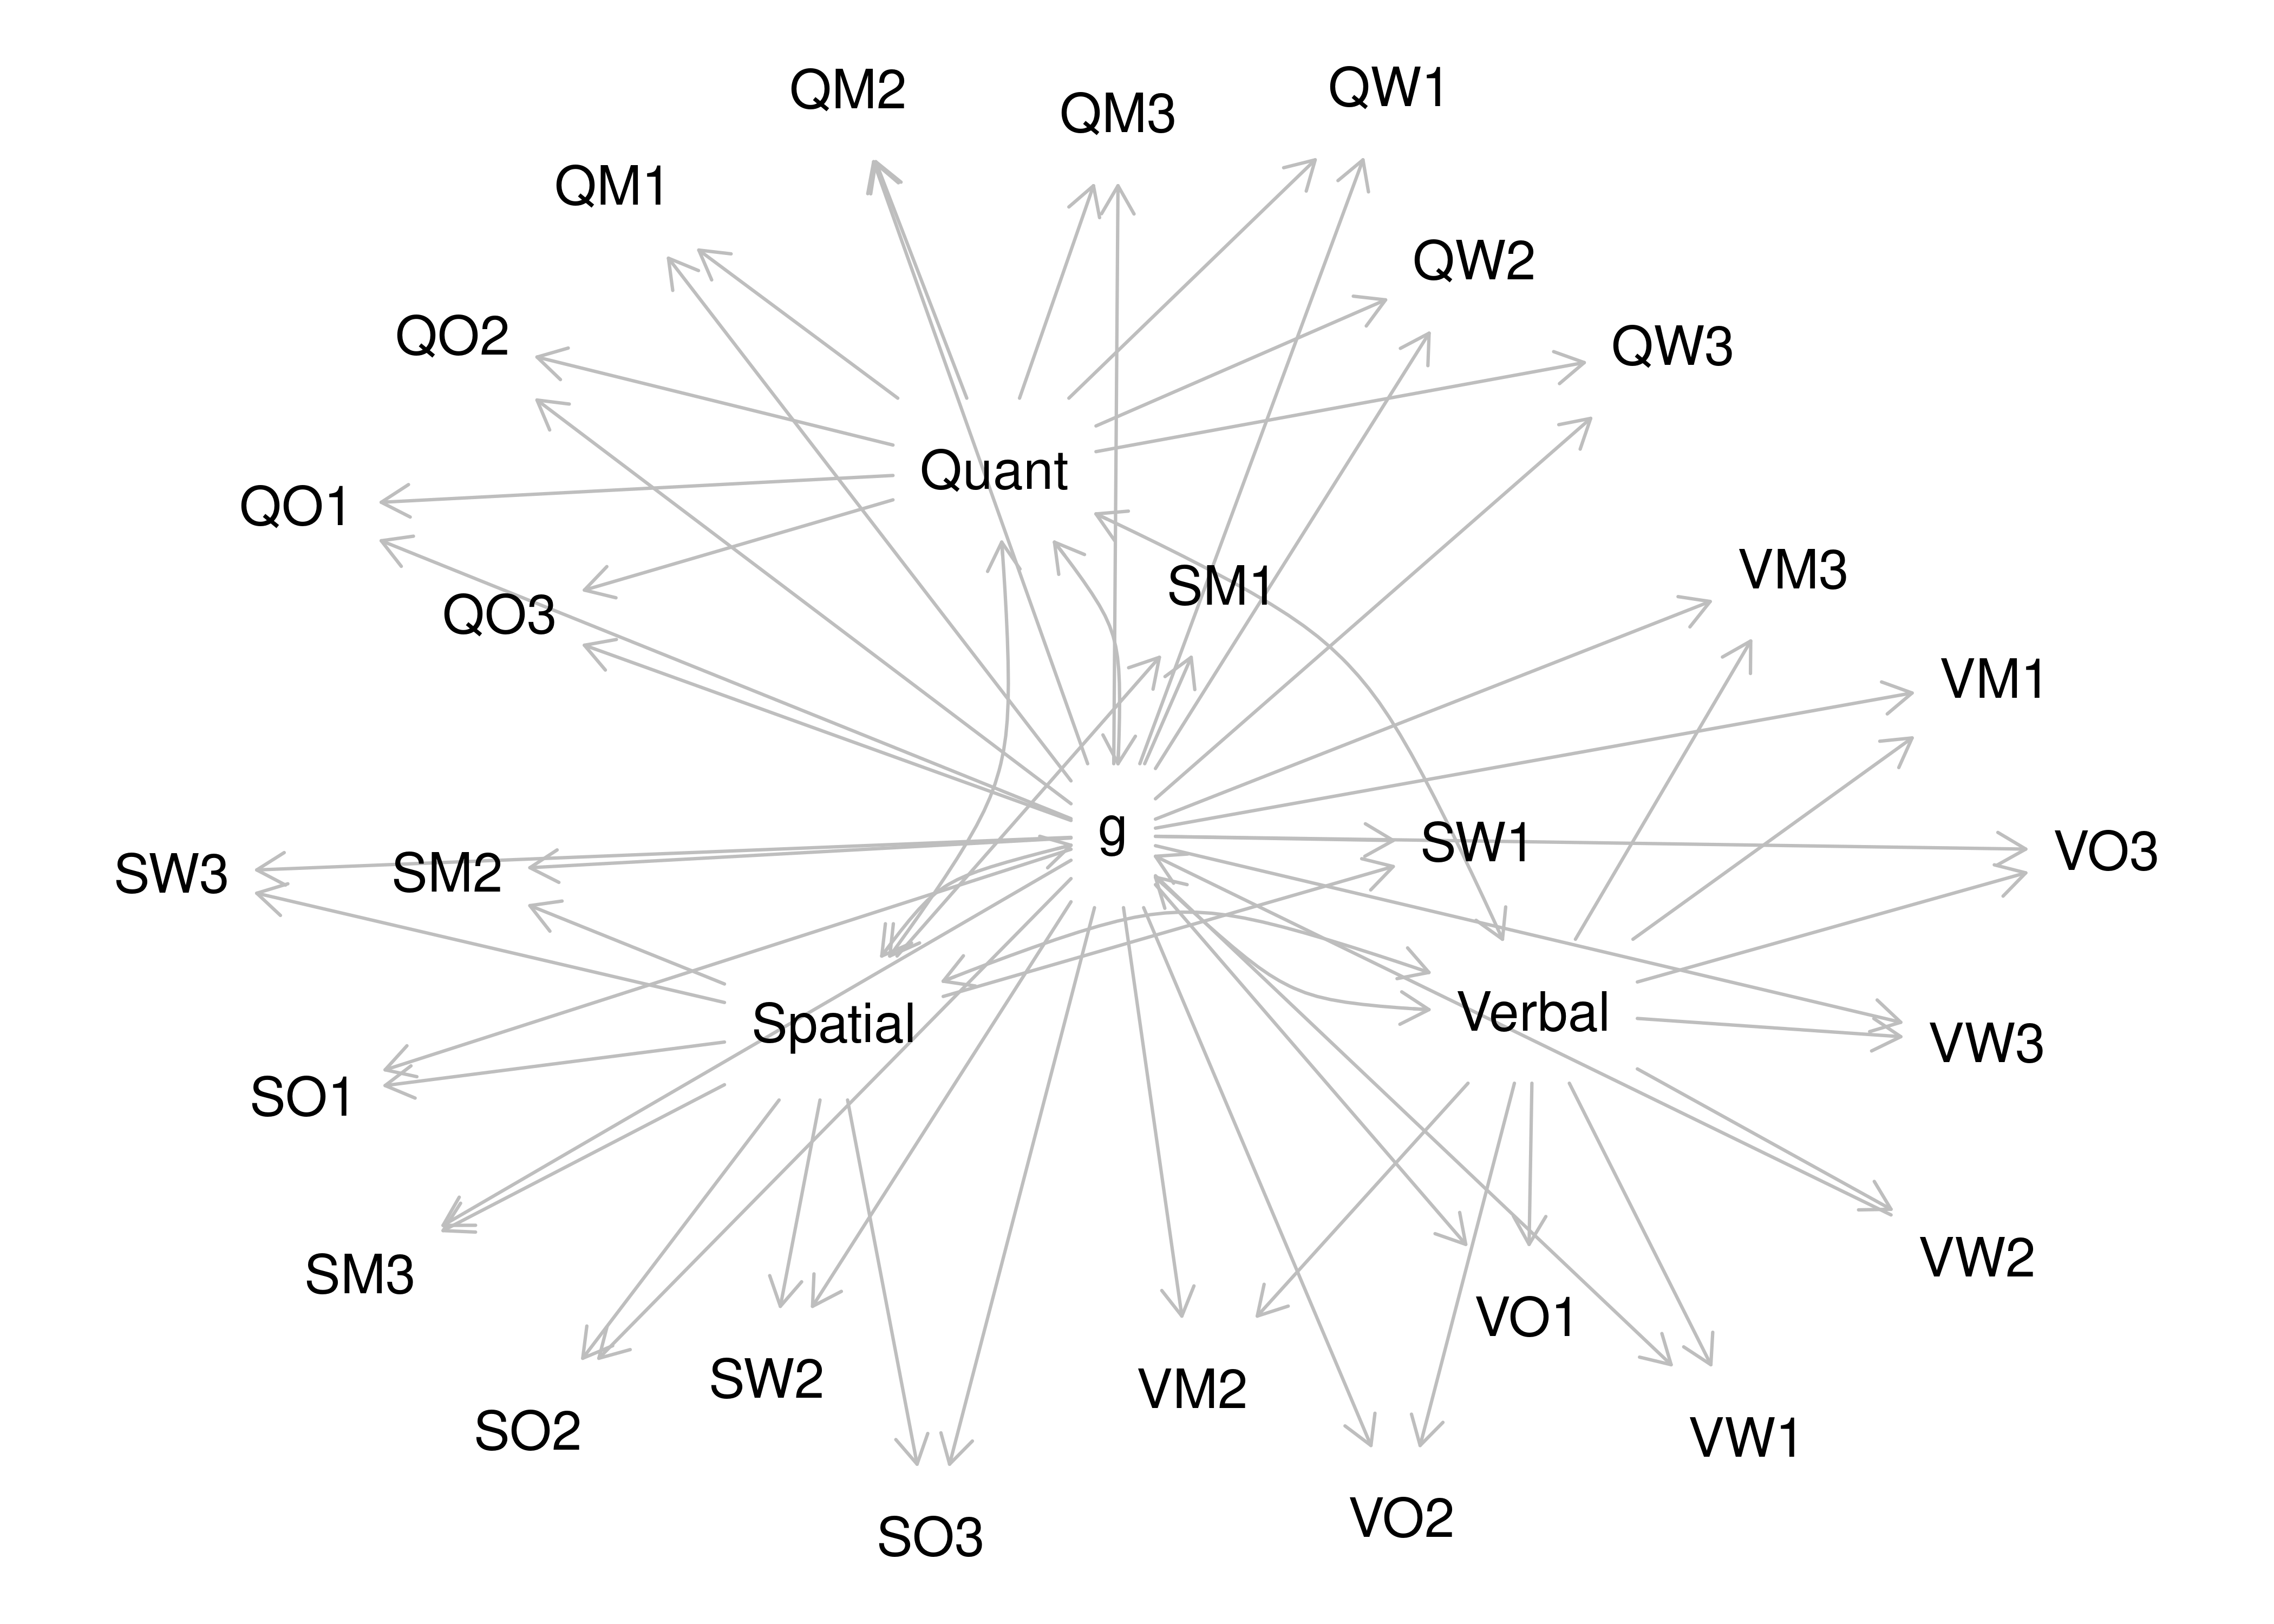 QM2
QM3
QW1
QM1
QW2
QO2
QW3
Quant
QO1
VM3
SM1
QO3
VM1
g
SW1
VO3
SW3
SM2
Spatial
Verbal
VW3
SO1
VW2
SM3
VO1
SW2
VM2
SO2
VW1
VO2
SO3